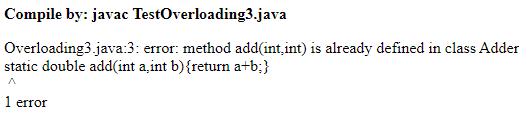 Compile by: javac TestOverloading3.java
Overloading3.java:3: error: method add(int,int) is already defined in class Adder
static double add(int a,int b){return a+b;}
^
1 error